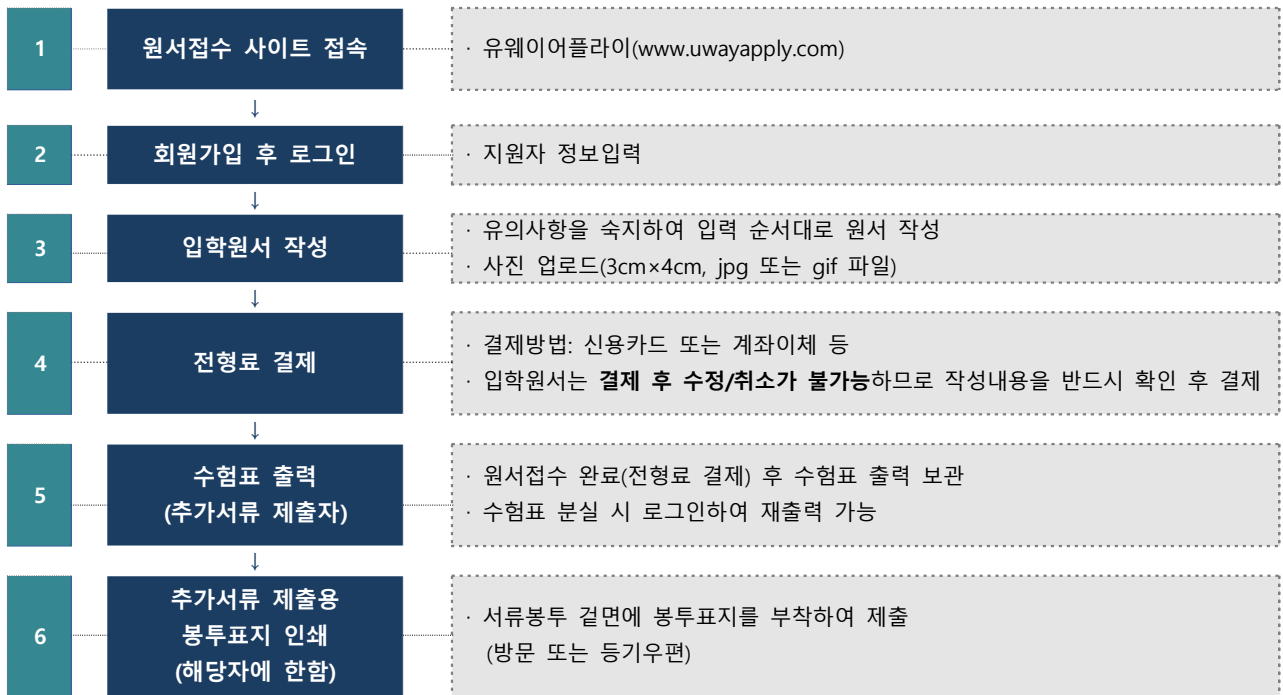 1
원서접수 사이트 접속
· 유웨이어플라이(www.uwayapply.com)
↓
2
회원가입 후 로그인
· 지원자 정보입력
↓
3
입학원서 작성
· 유의사항을 숙지하여 입력 순서대로 원서 작성
· 사진 업로드(3cm×4cm, jpg 또는 gif 파일)
↓
4
전형료 결제
· 결제방법: 신용카드 또는 계좌이체 등
· 입학원서는 결제 후 수정/취소가 불가능하므로 작성내용을 반드시 확인 후 결제
↓
5
수험표 출력
(추가서류 제출자)
· 원서접수 완료(전형료 결제) 후 수험표 출력 보관
· 수험표 분실 시 로그인하여 재출력 가능
↓
6
추가서류 제출용
봉투표지 인쇄
(해당자에 한함)
· 서류봉투 겉면에 봉투표지를 부착하여 제출
(방문 또는 등기우편)